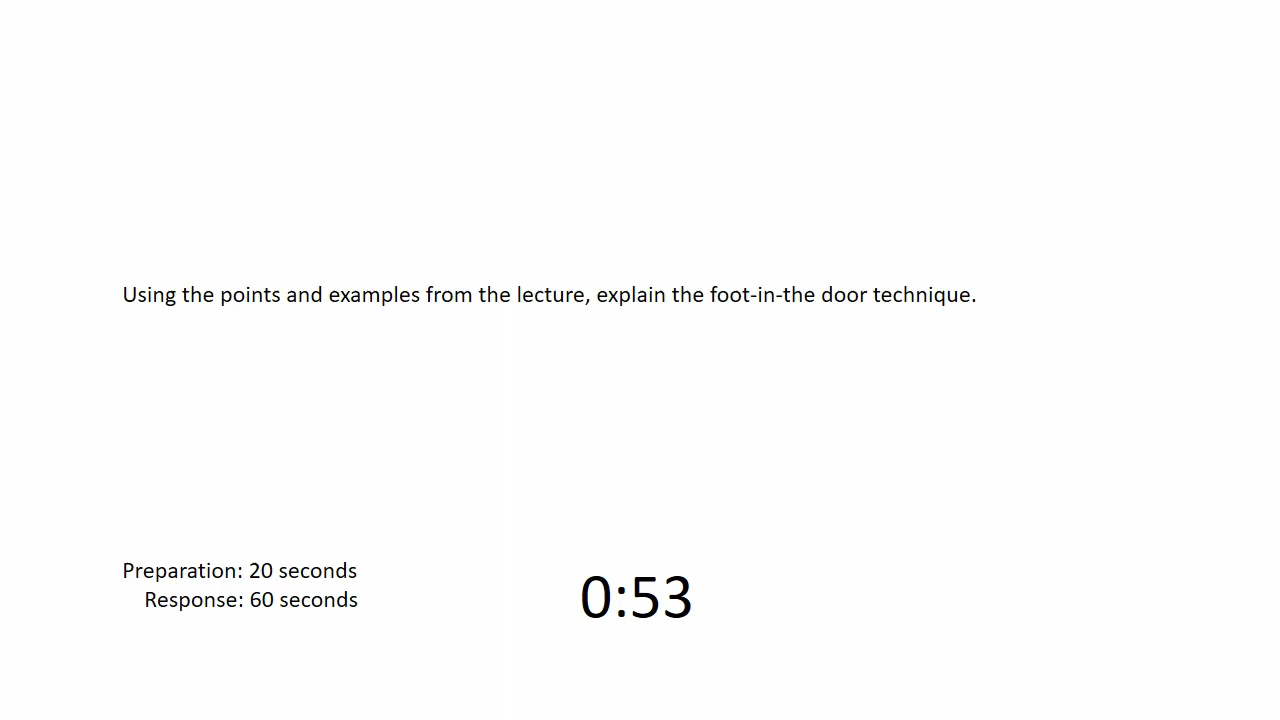 Using the points and examples from the lecture, explain the foot-in-the door technique.
Preparation: 20 seconds
Response: 60 seconds
0:53